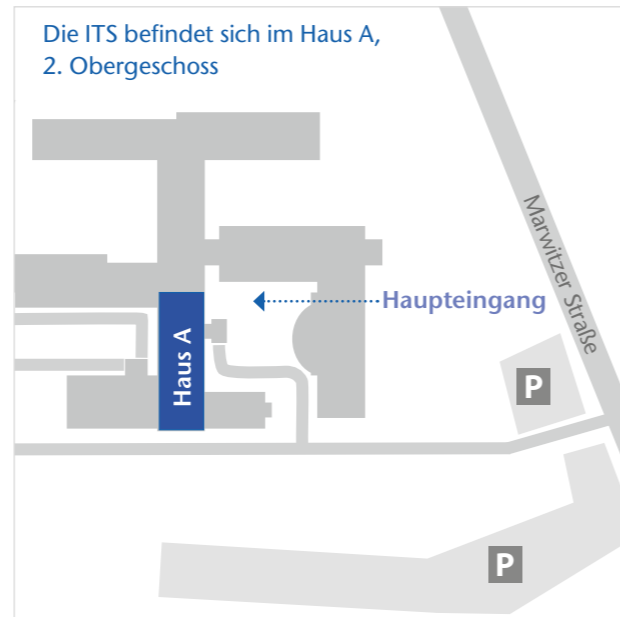 Die ITS befindet sich im Haus A,
2. Obergeschoss
Marwitzer Straße
Haupteingang
Haus A
P
P